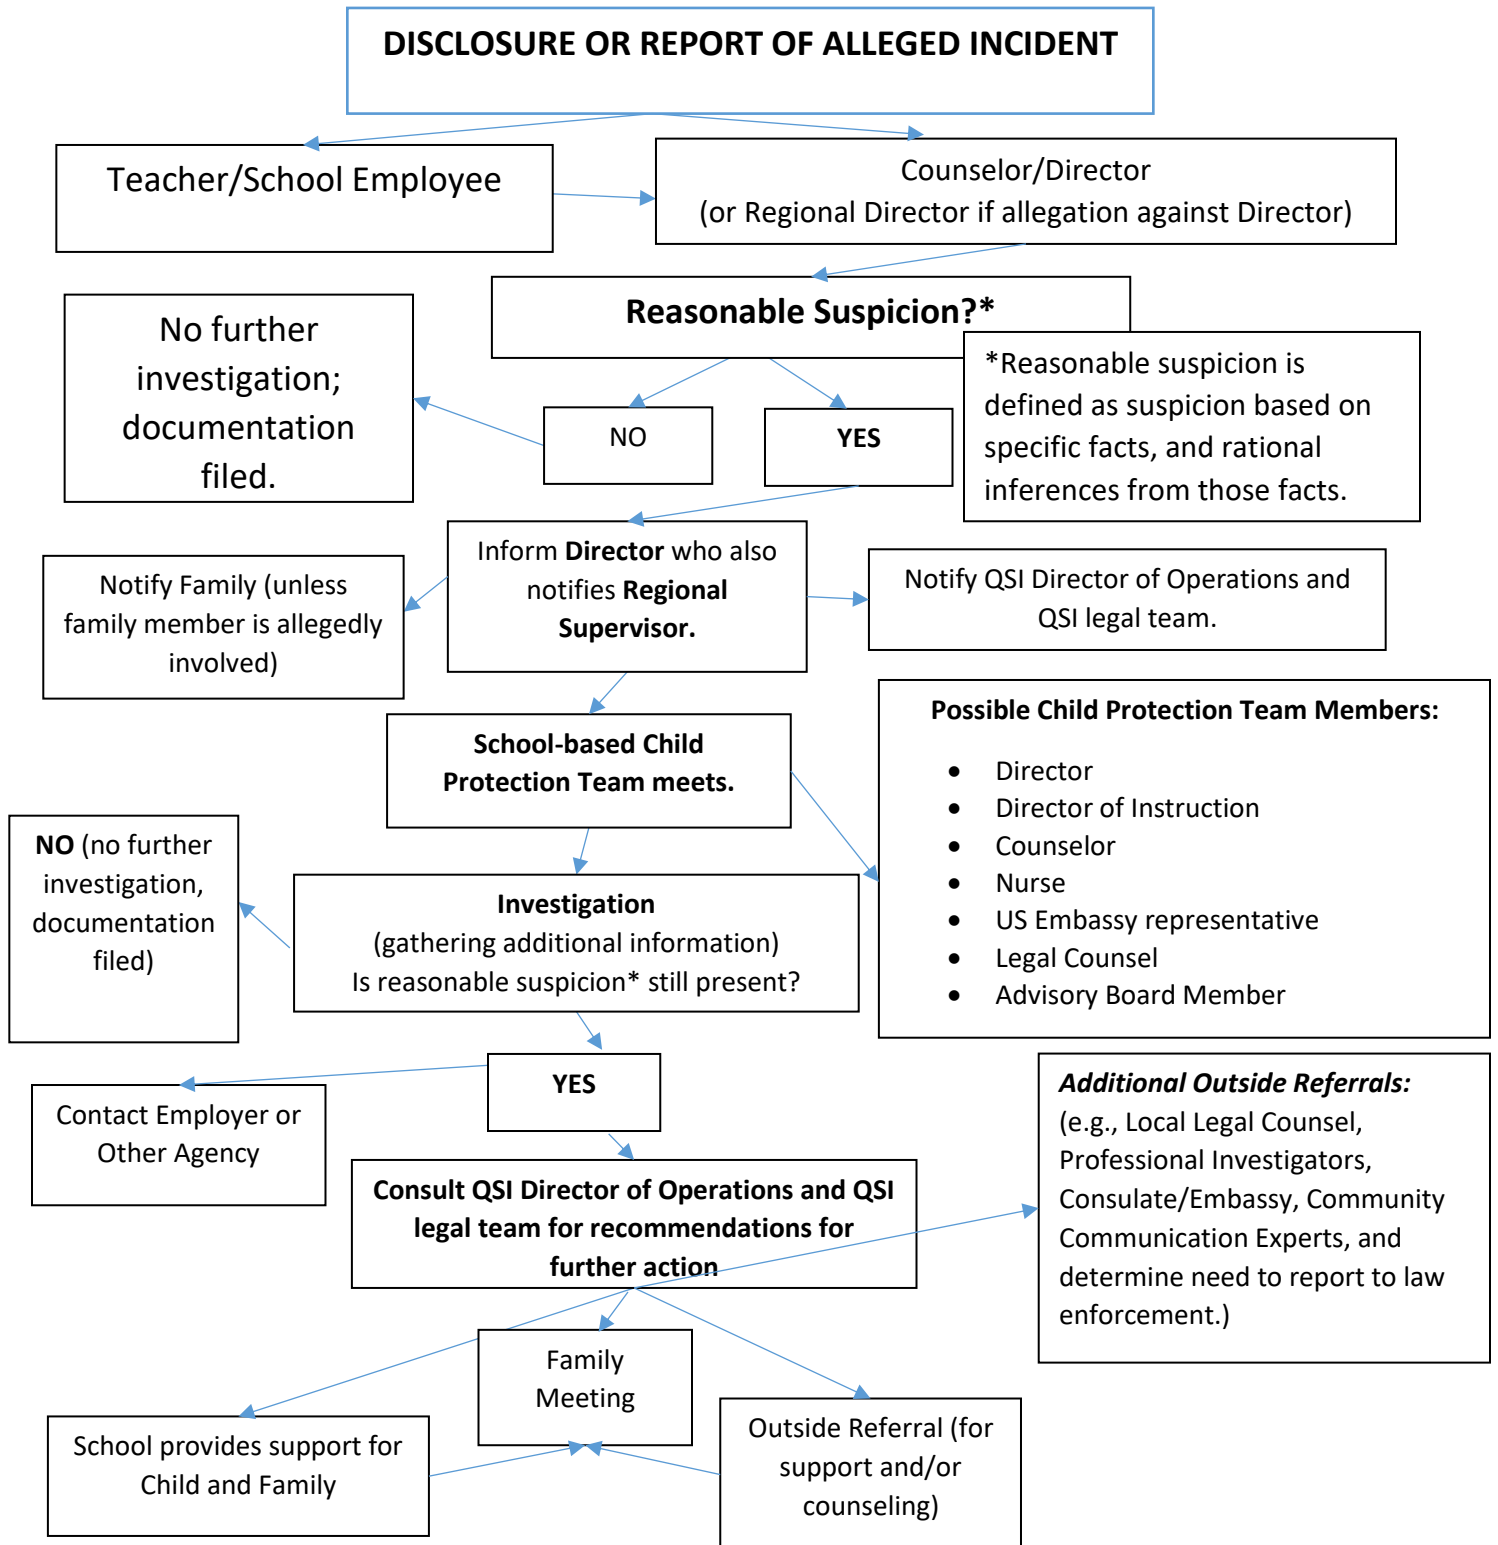 DISCLOSURE OR REPORT OF ALLEGED INCIDENT
Teacher/School Employee
Counselor/Director
(or Regional Director if allegation against Director)
Reasonable Suspicion?*
No further
investigation;
documentation
filed.
*Reasonable suspicion is
defined as suspicion based on
specific facts, and rational
inferences from those facts.
NO
YES
Inform Director who also
notifies Regional
Supervisor.
Notify Family (unless
family member is allegedly
involved)
Notify QSI Director of Operations and
QSI legal team.
School-based Child
Protection Team meets.
Possible Child Protection Team Members:
• Director
• Director of Instruction
• Counselor
• Nurse
• US Embassy representative
• Legal Counsel
• Advisory Board Member
NO (no further
investigation,
documentation
filed)
Investigation
(gathering additional information)
Is reasonable suspicion* still present?
YES
Contact Employer or
Other Agency
Additional Outside Referrals:
(e.g., Local Legal Counsel,
Professional Investigators,
Consulate/Embassy, Community
Communication Experts, and
determine need to report to law
enforcement.)
Consult QSI Director of Operations and QSI
legal team for recommendations for
further action
Family
Meeting
School provides support for
Child and Family
Outside Referral (for
support and/or
counseling)